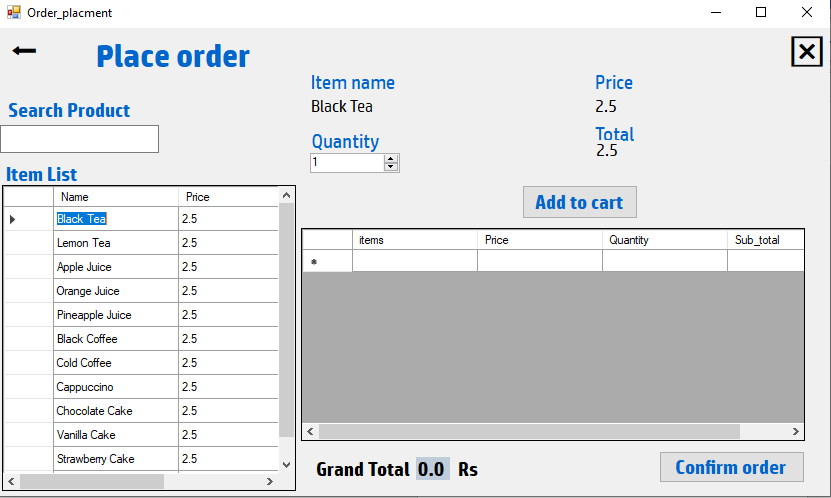 Order_placment
Place order
Item name
Price
Black Tea
2.5
Search Product
Quantity
Total
1
2.5
Item List
Add to cart
Name Price
Black Tea 2.5
Lemon Tea 2.5
Apple Juice 2.5
Orange Juice 2.5
Pineapple Juice 2.5
Black Coffee 2.5
Cold Coffee 2.5
Cappuccino 2.5
Chocolate Cake 2.5
Vanilla Cake 2.5
Strawberry Cake 2.5
items Price Quantity Sub_total
Grand Total 0.0 Rs
Confirm order